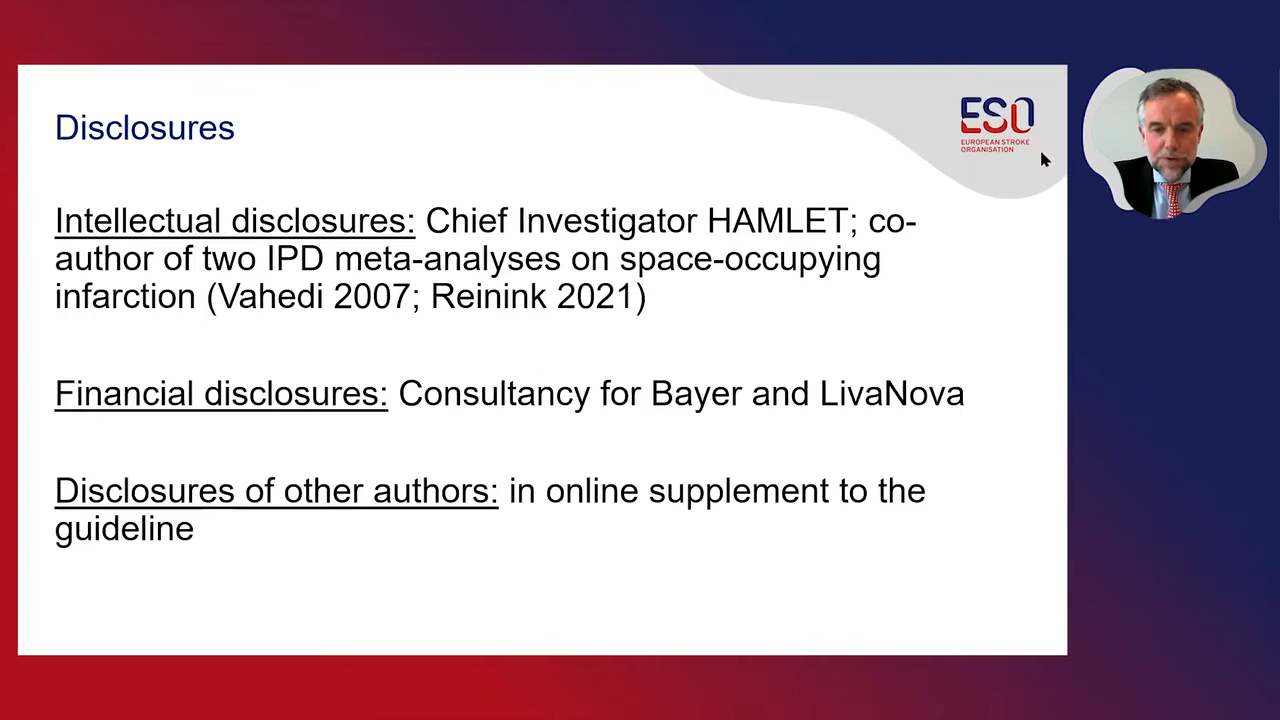 Disclosures
ESO
EUROPEAN STROKE
ORGANISATION
Intellectual disclosures: Chief Investigator HAMLET; co-
author of two IPD meta-analyses on space-occupying
infarction (Vahedi 2007; Reinink 2021)
Financial disclosures: Consultancy for Bayer and LivaNova
Disclosures of other authors: in online supplement to the
guideline